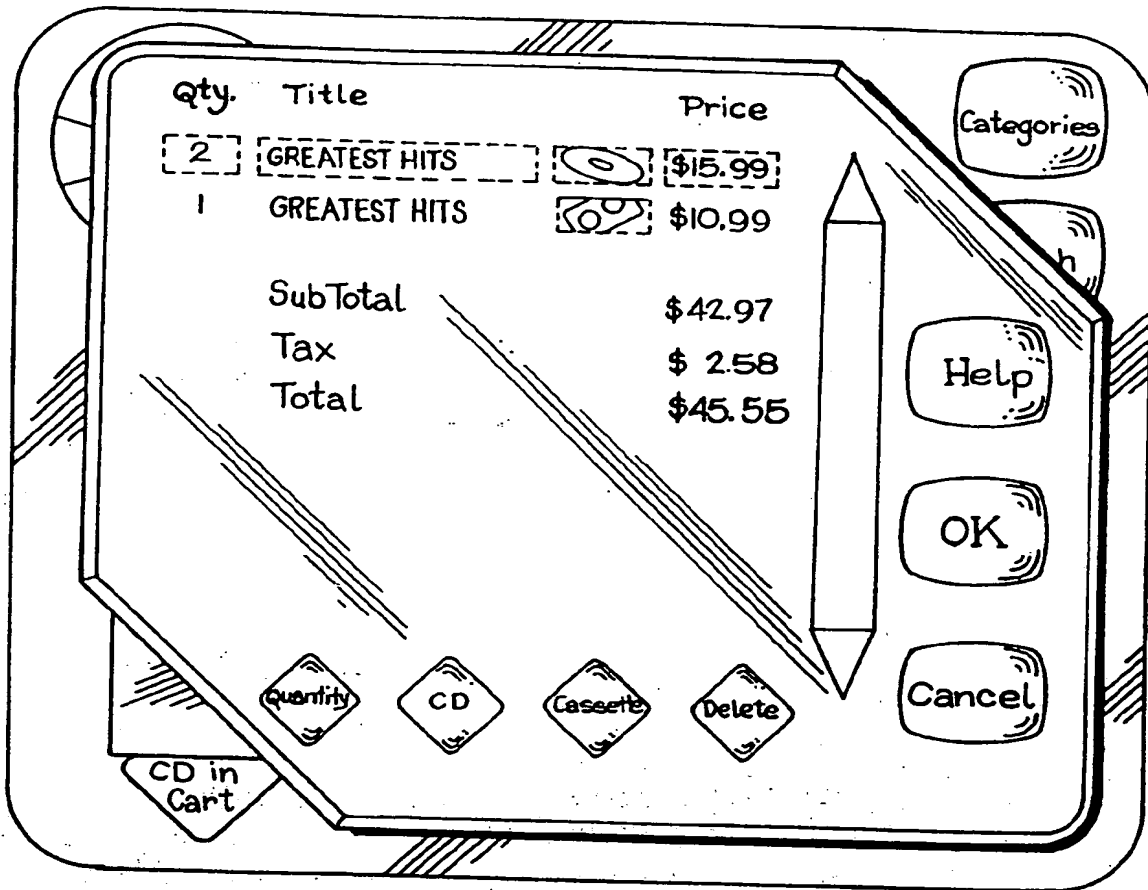 Qty. Title Price
2 GREATEST HITS $15.99
1 GREATEST HITS $10.99
SubTotal $42.97
Tax $ 2.58
Total $45.55
Categories
h
Help
OK
Cancel
Quantity CD Cassette Delete
CD in
Cart